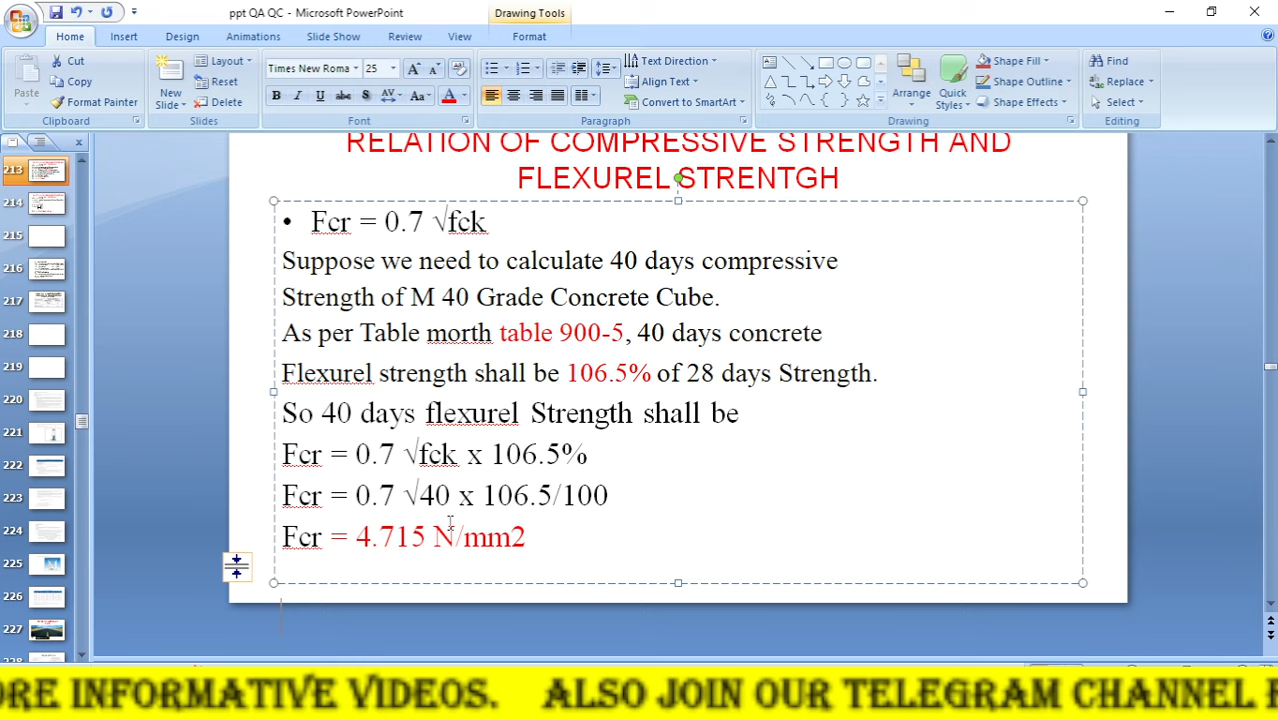 ppt QA QC - Microsoft PowerPoint
Drawing Tools
Home Insert Design Animations Slide Show Review View Format
Paste
Cut
Copy
Format Painter
Clipboard
New Slide
Layout
Reset
Delete
Slides
Times New Roma 25
B I U abc S AV Aa A
Font
Text Direction
Align Text
Convert to SmartArt
Paragraph
Arrange
Quick Styles
Shape Fill
Shape Outline
Shape Effects
Drawing
Find
Replace
Select
Editing
213
214
215
216
217
218
219
220
221
222
223
224
225
226
227
228
RELATION OF COMPRESSIVE STRENGTH AND
FLEXUREL STRENTGH
• Fcr = 0.7 √fck
Suppose we need to calculate 40 days compressive
Strength of M 40 Grade Concrete Cube.
As per Table morth table 900-5, 40 days concrete
Flexurel strength shall be 106.5% of 28 days Strength.
So 40 days flexurel Strength shall be
Fcr = 0.7 √fck x 106.5%
Fcr = 0.7 √40 x 106.5/100
Fcr = 4.715 N/mm2
ORE INFORMATIVE VIDEOS. ALSO JOIN OUR TELEGRAM CHANNEL